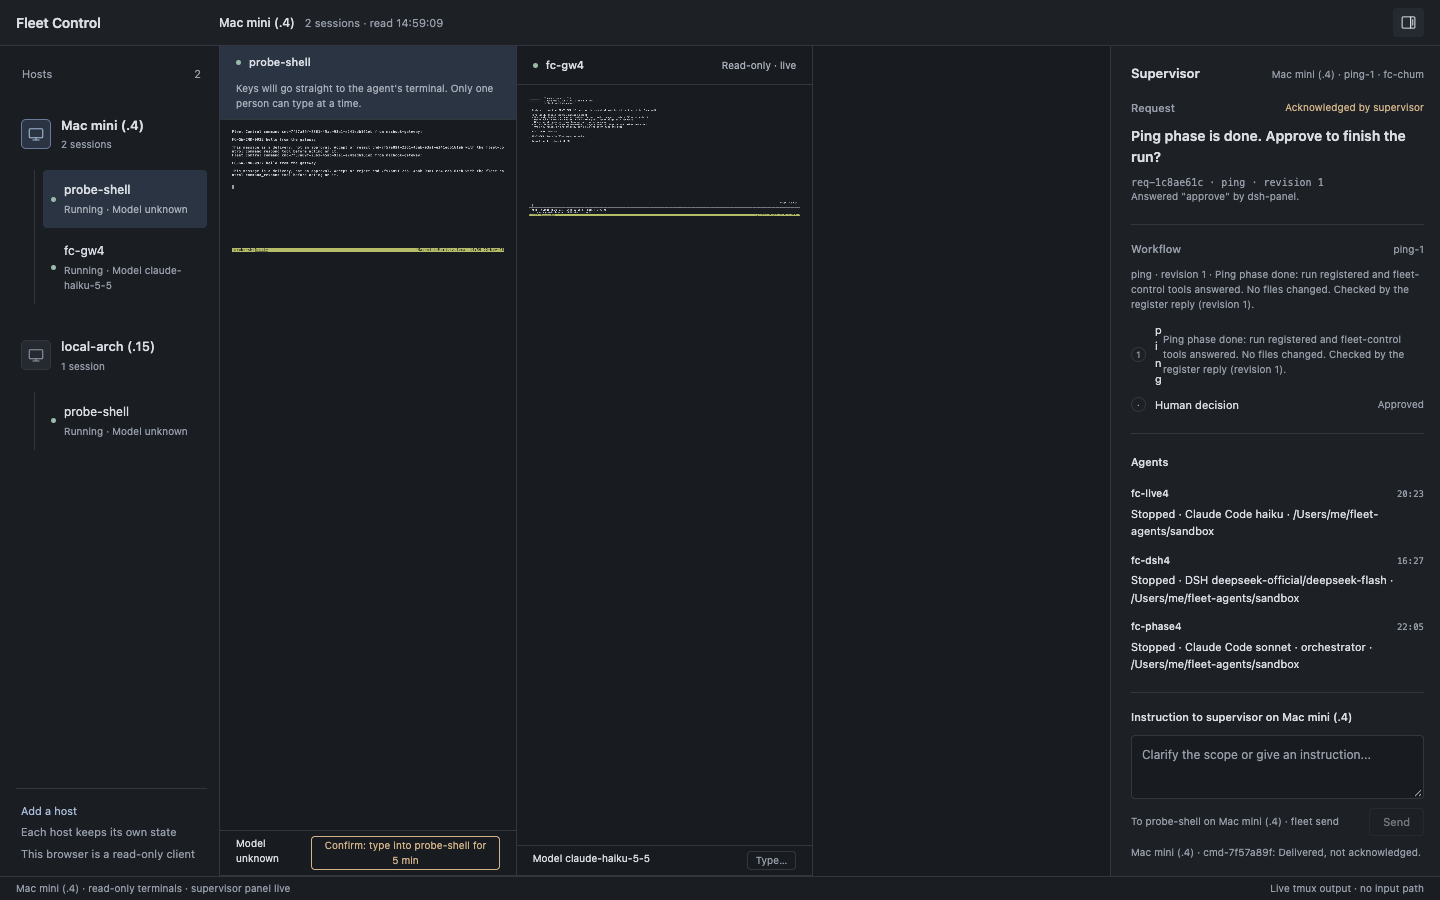 Fleet Control
Mac mini (.4) 2 sessions · read 14:59:09
Hosts 2
Mac mini (.4)
2 sessions
probe-shell
Running · Model unknown
fc-gw4
Running · Model claude-
haiku-5-5
local-arch (.15)
1 session
probe-shell
Running · Model unknown
Add a host
Each host keeps its own state
This browser is a read-only client
probe-shell
Keys will go straight to the agent's terminal. Only one
person can type at a time.
Model
unknown
Confirm: type into probe-shell for
5 min
fc-gw4 Read-only · live
Model claude-haiku-5-5 Type...
Supervisor Mac mini (.4) · ping-1 · fc-chum
Request Acknowledged by supervisor
Ping phase is done. Approve to finish the
run?
req-1c8ae61c · ping · revision 1
Answered "approve" by dsh-panel.
Workflow ping-1
ping · revision 1 · Ping phase done: run registered and fleet-
control tools answered. No files changed. Checked by the
register reply (revision 1).
1 ping
Ping phase done: run registered and fleet-control
tools answered. No files changed. Checked by the
register reply (revision 1).
· Human decision Approved
Agents
fc-live4 20:23
Stopped · Claude Code haiku · /Users/me/fleet-
agents/sandbox
fc-dsh4 16:27
Stopped · DSH deepseek-official/deepseek-flash ·
/Users/me/fleet-agents/sandbox
fc-phase4 22:05
Stopped · Claude Code sonnet · orchestrator ·
/Users/me/fleet-agents/sandbox
Instruction to supervisor on Mac mini (.4)
Clarify the scope or give an instruction...
To probe-shell on Mac mini (.4) · fleet send Send
Mac mini (.4) · cmd-7f57a89f: Delivered, not acknowledged.
Mac mini (.4) · read-only terminals · supervisor panel live
Live tmux output · no input path